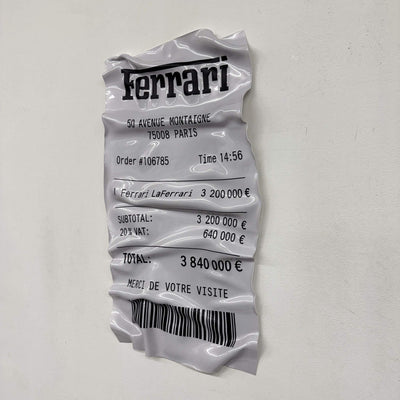 Ferrari
50 AVENUE MONTAIGNE
75008 PARIS
Order #106785 Time 14:56
1 Ferrari LaFerrari 3 200 000 €
SUBTOTAL: 3 200 000 €
20% VAT: 640 000 €
TOTAL: 3 840 000 €
MERCI DE VOTRE VISITE